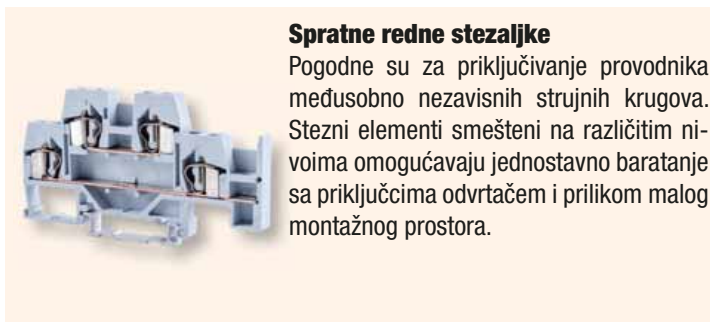 Spratne redne stezaljke
Pogodne su za priključivanje provodnika
međusobno nezavisnih strujnih krugova.
Stezni elementi smešteni na različitim ni-
voima omogućavaju jednostavno baratanje
sa priključcima odvrtačem i prilikom malog
montažnog prostora.